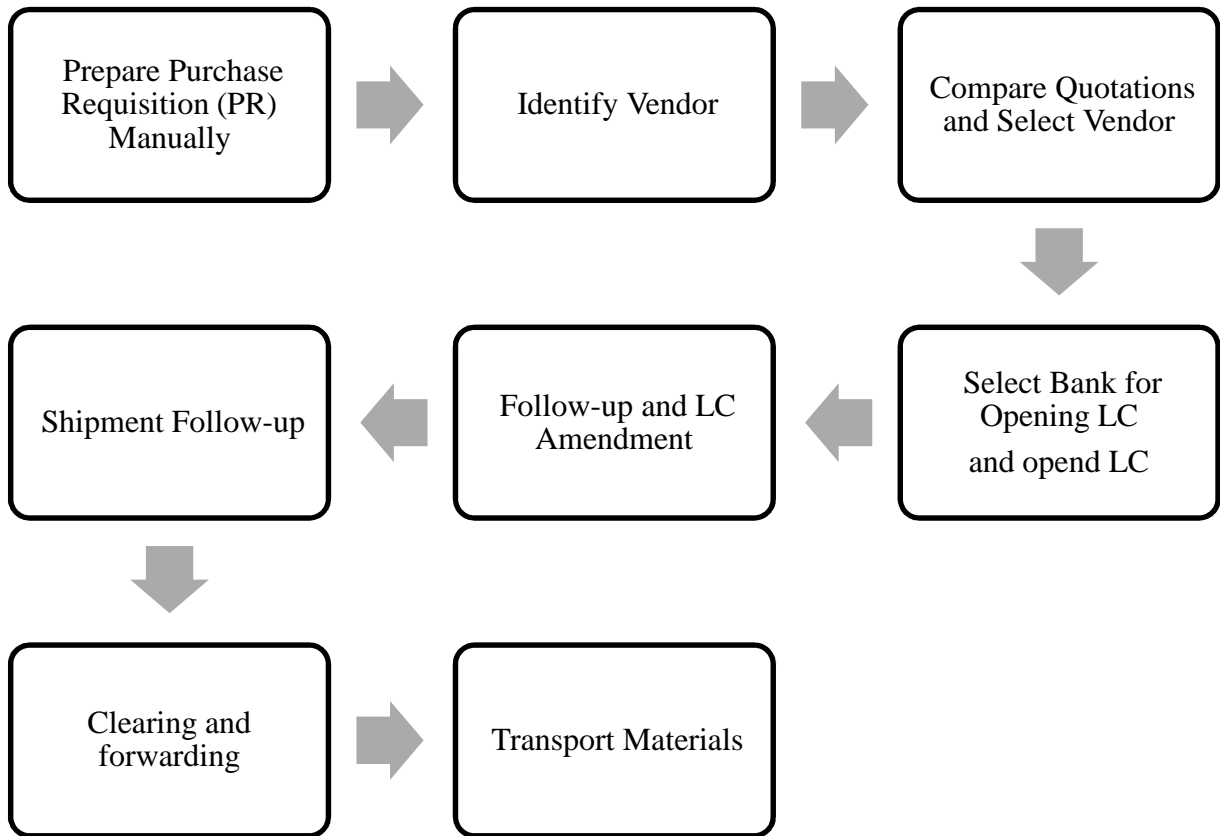 Prepare Purchase
Requisition (PR)
Manually
Identify Vendor
Compare Quotations
and Select Vendor
Select Bank for
Opening LC
and opend LC
Follow-up and LC
Amendment
Shipment Follow-up
Clearing and
forwarding
Transport Materials